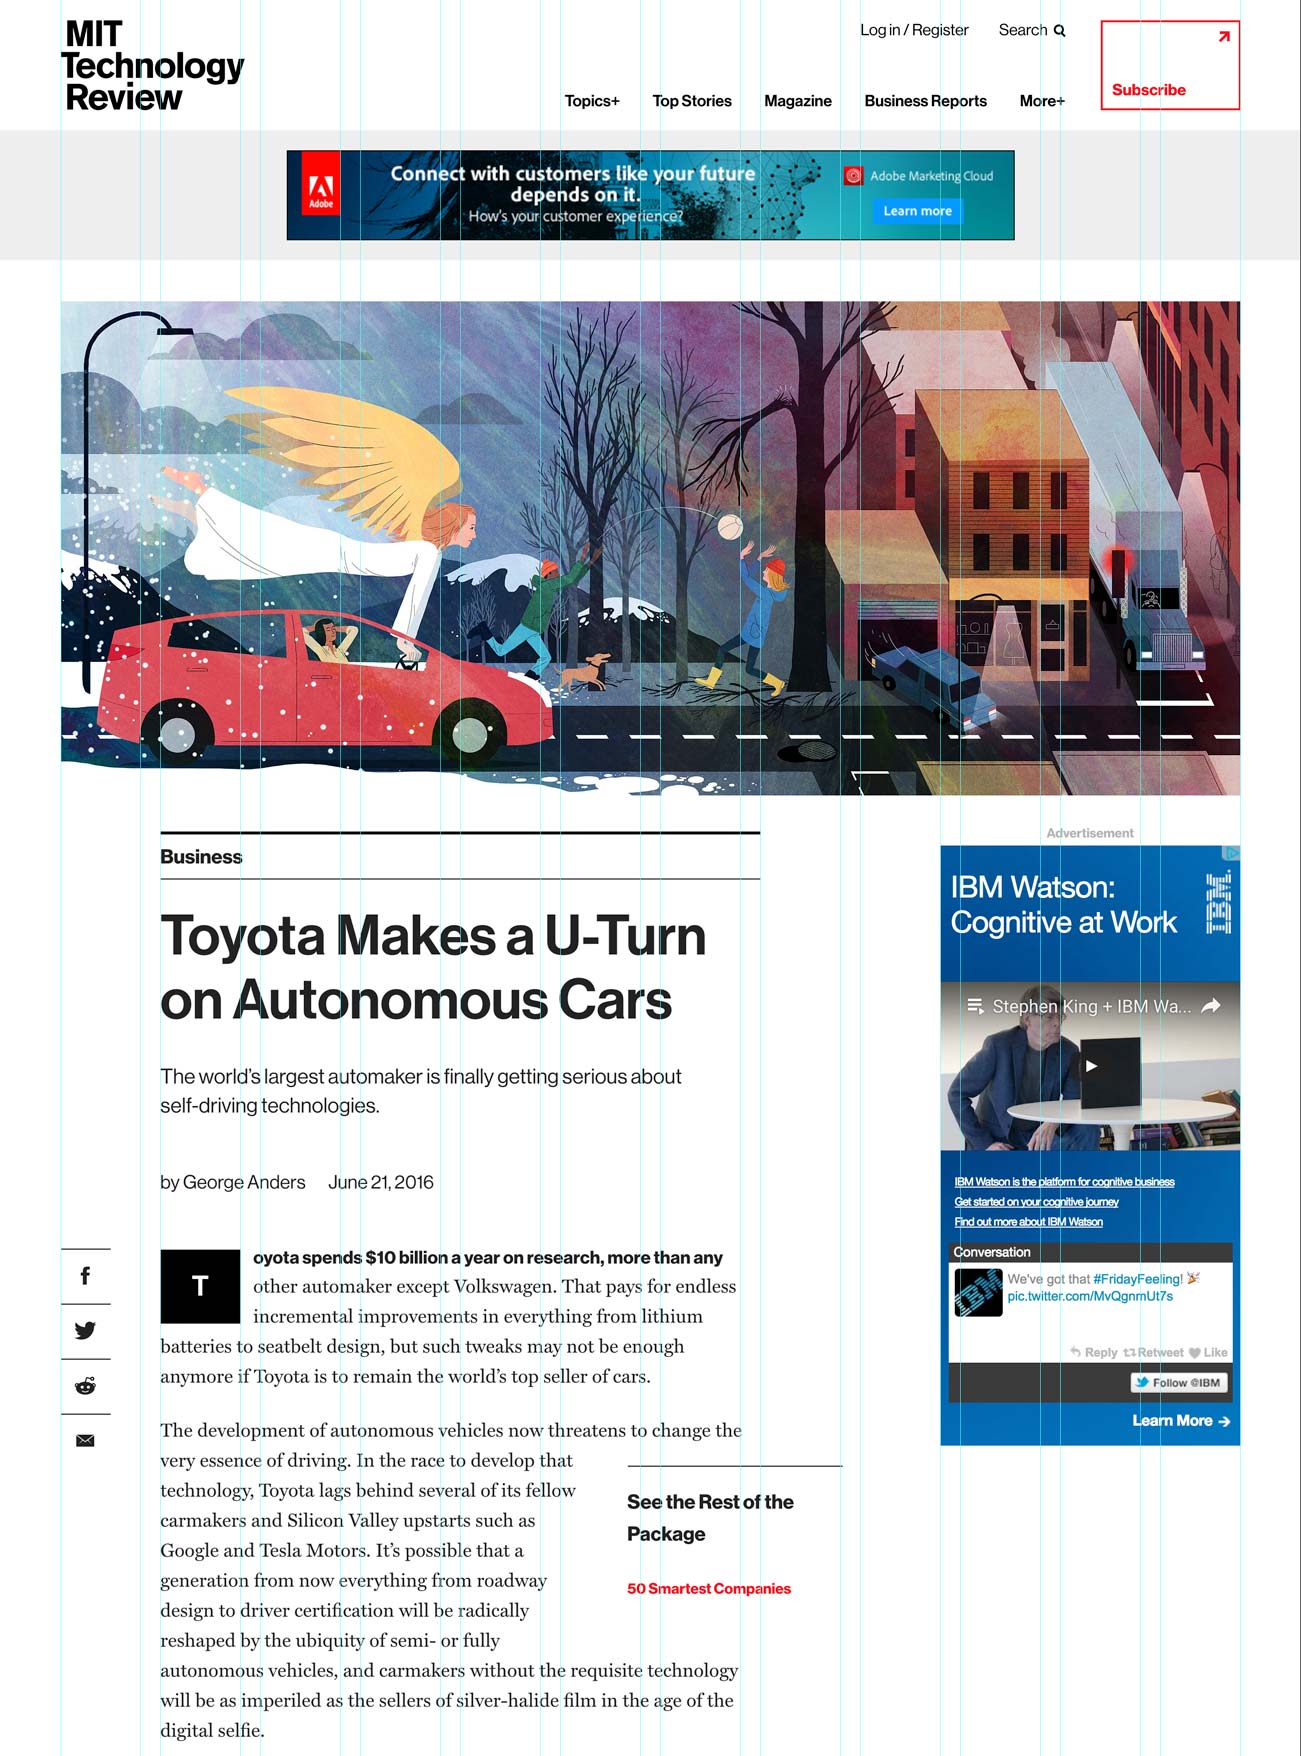 MIT
Technology
Review
Log in / Register
Search
Subscribe
Topics+
Top Stories
Magazine
Business Reports
More+
Adobe
Connect with customers like your future
depends on it.
How's your customer experience?
Adobe Marketing Cloud
Learn more
Business
Toyota Makes a U-Turn
on Autonomous Cars
The world's largest automaker is finally getting serious about
self-driving technologies.
by George Anders
June 21, 2016
T
oyota spends $10 billion a year on research, more than any
other automaker except Volkswagen. That pays for endless
incremental improvements in everything from lithium
batteries to seatbelt design, but such tweaks may not be enough
anymore if Toyota is to remain the world's top seller of cars.
The development of autonomous vehicles now threatens to change the
very essence of driving. In the race to develop that
technology, Toyota lags behind several of its fellow
carmakers and Silicon Valley upstarts such as
Google and Tesla Motors. It's possible that a
generation from now everything from roadway
design to driver certification will be radically
reshaped by the ubiquity of semi- or fully
autonomous vehicles, and carmakers without the requisite technology
will be as imperiled as the sellers of silver-halide film in the age of the
digital selfie.
See the Rest of the
Package
50 Smartest Companies
Advertisement
IBM Watson:
Cognitive at Work
IBM.
Stephen King + IBM Wa...
IBM Watson is the platform for cognitive business
Get started on your cognitive journey
Find out more about IBM Watson
Conversation
IBM
We've got that #FridayFeeling! 🎉
pic.twitter.com/MvQgnmUt7s
Reply Retweet Like
Follow @IBM
Learn More →